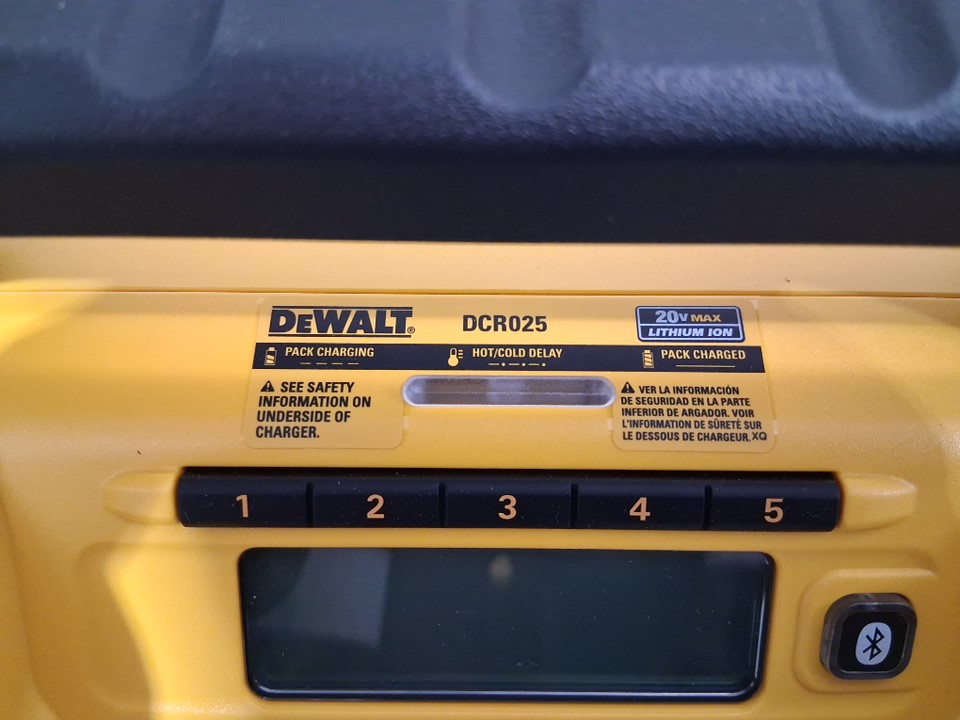 DEWALT®
DCR025
20V MAX
LITHIUM ION
PACK CHARGING
HOT/COLD DELAY
PACK CHARGED
SEE SAFETY
INFORMATION ON
UNDERSIDE OF
CHARGER.
VER LA INFORMACIÓN
DE SEGURIDAD EN LA PARTE
INFERIOR DE ARGADOR. VOIR
L'INFORMATION DE SÛRETÉ SUR
LE DESSOUS DE CHARGEUR. XQ
1 2 3 4 5